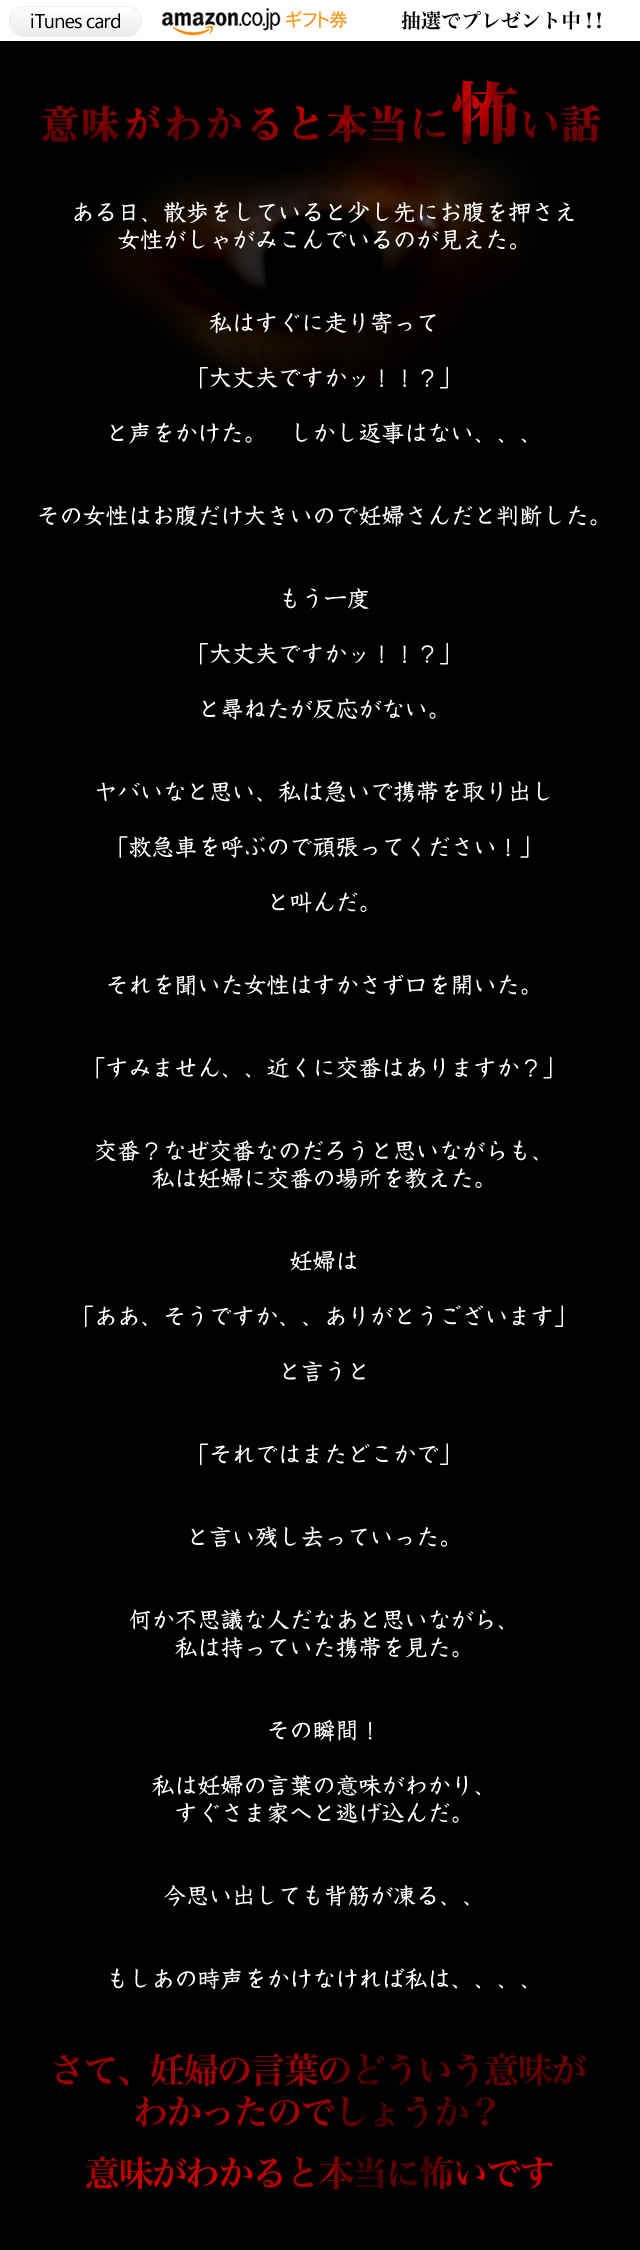 iTunes card amazon.co.jp ギフト券 抽選でプレゼント中!!
意味がわかると本当に怖い話
ある日、散歩をしていると少し先にお腹を押さえ
女性がしゃがみこんでいるのが見えた。
私はすぐに走り寄って
「大丈夫ですかッ！！？」
と声をかけた。　しかし返事はない、、、
その女性はお腹だけ大きいので妊婦さんだと判断した。
もう一度
「大丈夫ですかッ！！？」
と尋ねたが反応がない。
ヤバいなと思い、私は急いで携帯を取り出し
「救急車を呼ぶので頑張ってください！」
と叫んだ。
それを聞いた女性はすかさず口を開いた。
「すみません、、近くに交番はありますか？」
交番？なぜ交番なのだろうと思いながらも、
私は妊婦に交番の場所を教えた。
妊婦は
「ああ、そうですか、、ありがとうございます」
と言うと
「それではまたどこかで」
と言い残し去っていった。
何か不思議な人だなあと思いながら、
私は持っていた携帯を見た。
その瞬間！
私は妊婦の言葉の意味がわかり、
すぐさま家へと逃げ込んだ。
今思い出しても背筋が凍る、、
もしあの時声をかけなければ私は、、、、
さて、妊婦の言葉のどういう意味が
わかったのでしょうか？
意味がわかると本当に怖いです